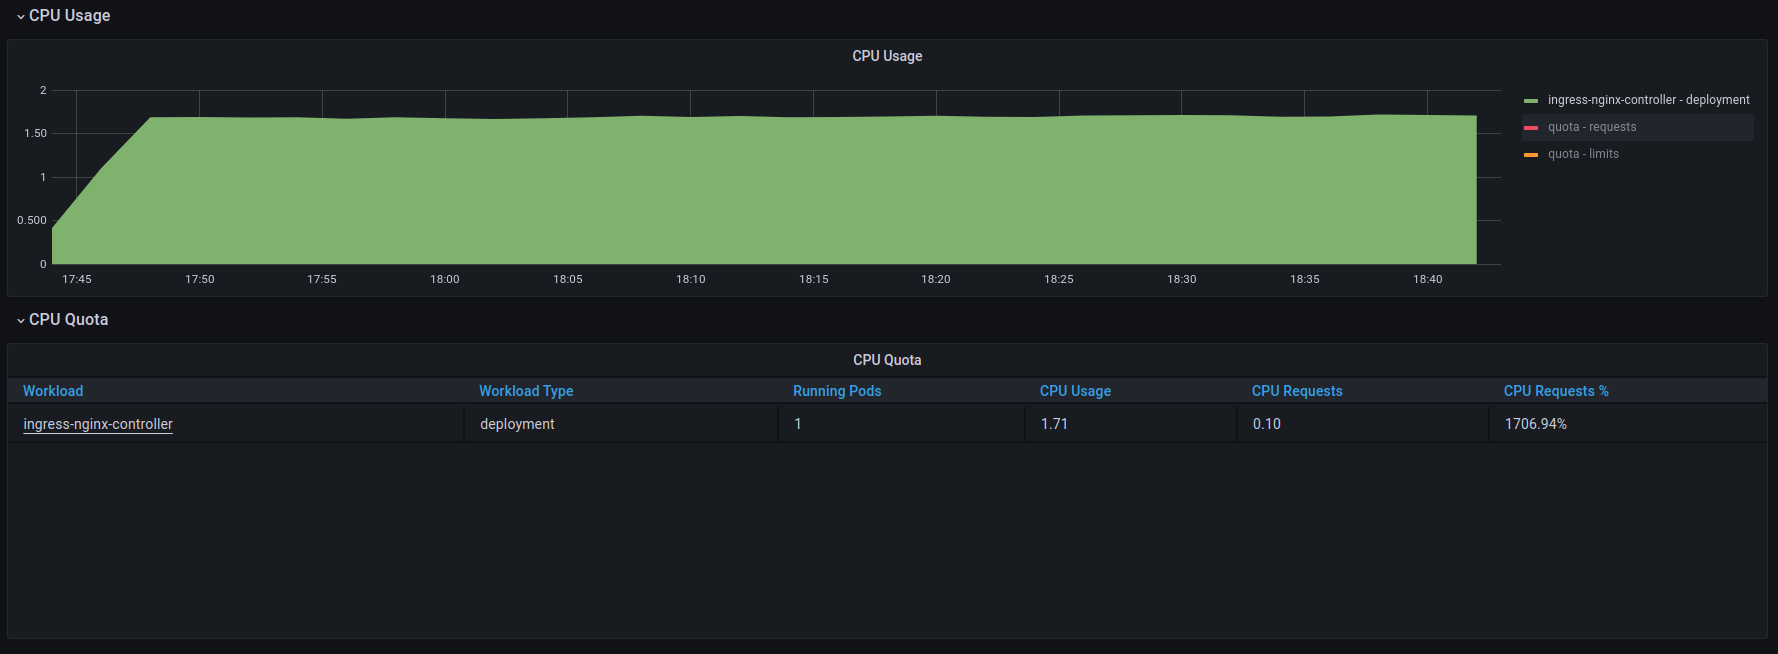 CPU Usage
CPU Usage
2
1.50
1
0.500
0
17:45 17:50 17:55 18:00 18:05 18:10 18:15 18:20 18:25 18:30 18:35 18:40
ingress-nginx-controller - deployment
quota - requests
quota - limits
CPU Quota
CPU Quota
Workload Workload Type Running Pods CPU Usage CPU Requests CPU Requests %
ingress-nginx-controller deployment 1 1.71 0.10 1706.94%